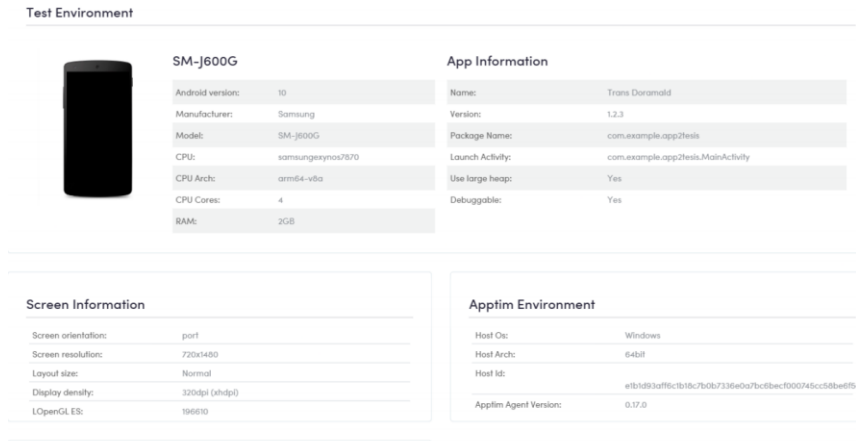 Test Environment
SM-J600G
Android version: 10
Manufacturer: Samsung
Model: SM-J600G
CPU: samsungexynos7870
CPU Arch: arm64-v8a
CPU Cores: 4
RAM: 2GB
App Information
Name: Trans Doramald
Version: 1.2.3
Package Name: com.example.app2tesis
Launch Activity: com.example.app2tesis.MainActivity
Use large heap: Yes
Debuggable: Yes
Screen Information
Screen orientation: port
Screen resolution: 720x1480
Layout size: Normal
Display density: 320dpi (xhdpi)
LOpenGL ES: 196610
Apptim Environment
Host Os: Windows
Host Arch: 64bit
Host Id:
Apptim Agent Version: 0.17.0